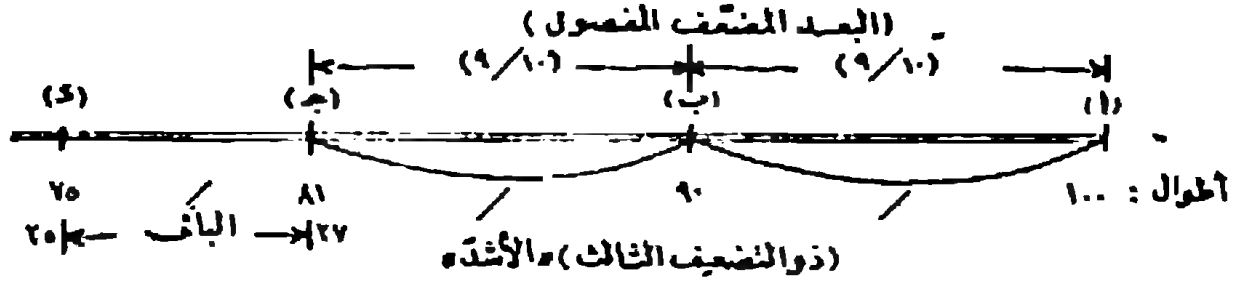 (البعد المضعّف المفصول)
(٩/١٠) (٩/١٠)
(أ) (ب) (جـ) (د)
أطوال : ١٠٠ ٩٠ ٨١ ٧٥
٢٧ الباقى ٢٥
(ذو التضعيف الثالث) «الأشدّ»